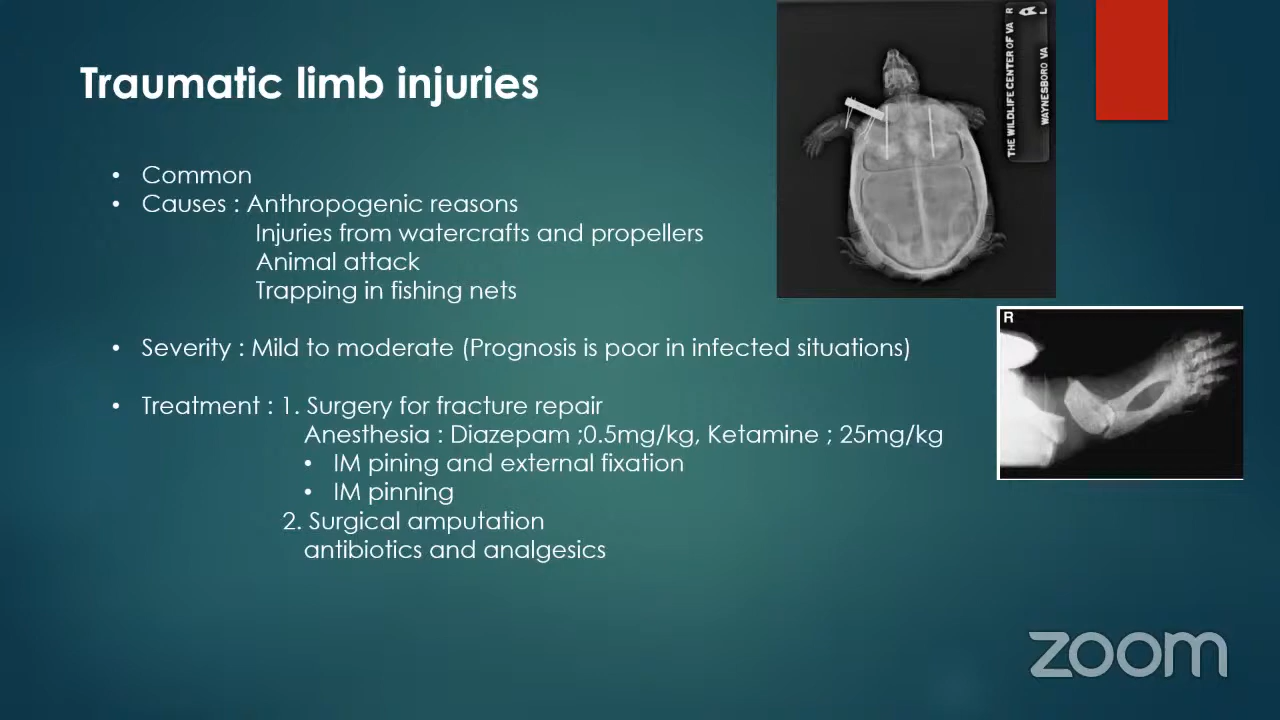 Traumatic limb injuries
• Common
• Causes : Anthropogenic reasons
Injuries from watercrafts and propellers
Animal attack
Trapping in fishing nets
• Severity : Mild to moderate (Prognosis is poor in infected situations)
• Treatment : 1. Surgery for fracture repair
Anesthesia : Diazepam ;0.5mg/kg, Ketamine ; 25mg/kg
• IM pining and external fixation
• IM pinning
2. Surgical amputation
antibiotics and analgesics
THE WILDLIFE CENTER OF VA R
WAYNESBORO VA L
R
zoom